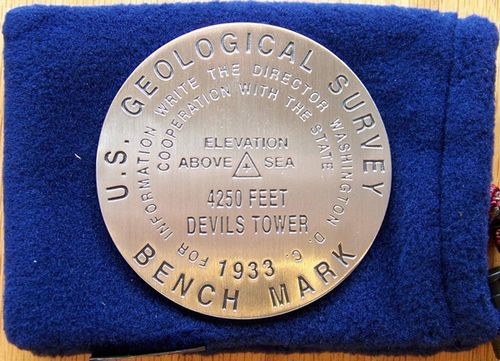 U.S. GEOLOGICAL SURVEY
BENCH MARK
FOR INFORMATION WRITE THE DIRECTOR WASHINGTON D. C.
COOPERATION WITH THE STATE
ELEVATION
ABOVE SEA
4250 FEET
DEVILS TOWER
1933